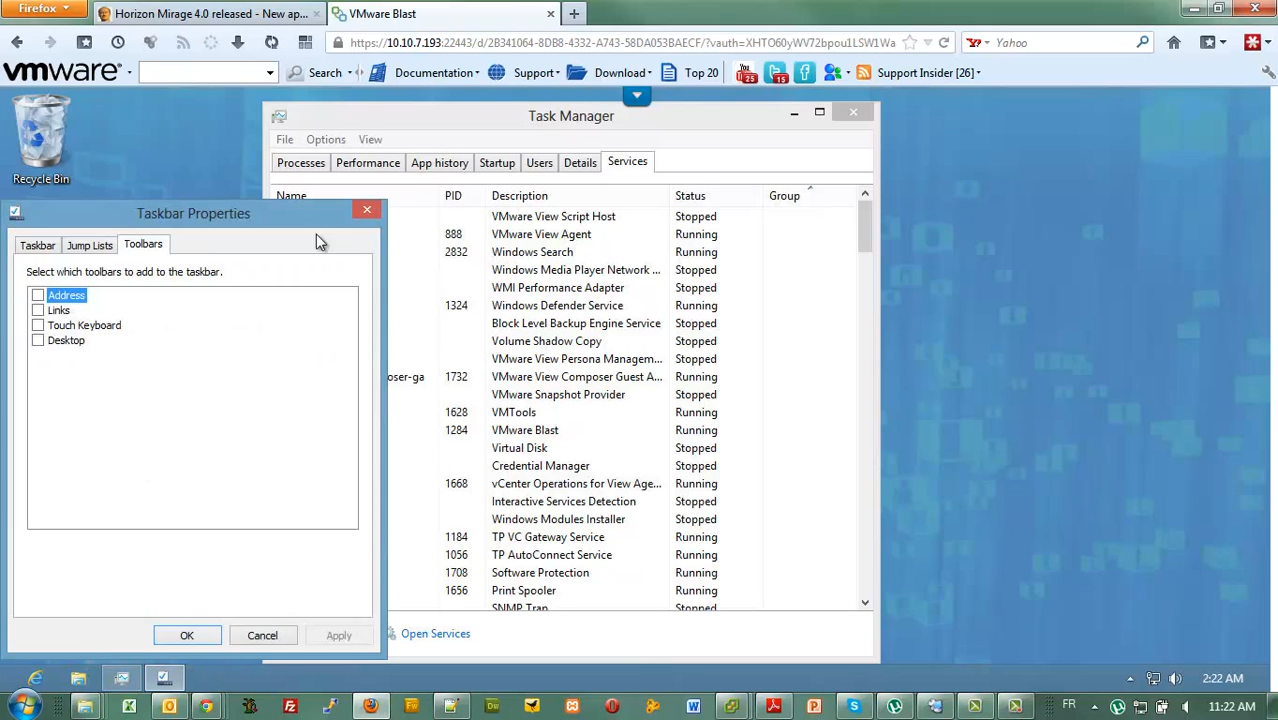 Firefox
Horizon Mirage 4.0 released - New ap...
VMware Blast
https://10.10.7.193:22443/d/2B341064-8DB8-4332-A743-58DA053BAECF/?vauth=XHTO60yWV72bpou1LSW1Wa
Yahoo
vmware
Search
Documentation
Support
Download
Top 20
25
15
Support Insider [26]
Recycle Bin
Task Manager
File Options View
Processes Performance App history Startup Users Details Services
Name PID Description Status Group
VMware View Script Host Stopped
888 VMware View Agent Running
2832 Windows Search Running
Windows Media Player Network ... Stopped
WMI Performance Adapter Stopped
1324 Windows Defender Service Running
Block Level Backup Engine Service Stopped
Volume Shadow Copy Stopped
VMware View Persona Managem... Stopped
oser-ga 1732 VMware View Composer Guest A... Running
VMware Snapshot Provider Stopped
1628 VMTools Running
1284 VMware Blast Running
Virtual Disk Stopped
Credential Manager Stopped
1668 vCenter Operations for View Age... Running
Interactive Services Detection Stopped
Windows Modules Installer Stopped
1184 TP VC Gateway Service Running
1056 TP AutoConnect Service Running
1708 Software Protection Running
1656 Print Spooler Running
SNMP Trap Stopped
Open Services
Taskbar Properties
Taskbar Jump Lists Toolbars
Select which toolbars to add to the taskbar.
Address
Links
Touch Keyboard
Desktop
OK Cancel Apply
2:22 AM
FR
11:22 AM